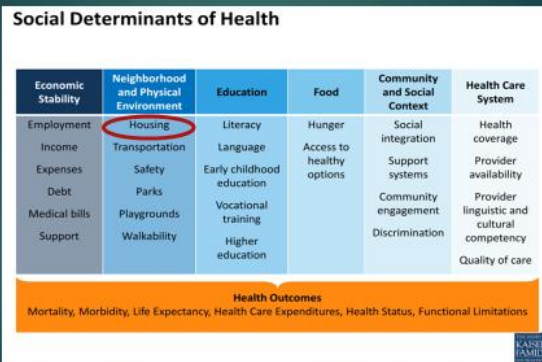 Social Determinants of Health
Economic
Stability
Employment
Income
Expenses
Debt
Medical bills
Support
Neighborhood
and Physical
Environment
Housing
Transportation
Safety
Parks
Playgrounds
Walkability
Education
Literacy
Language
Early childhood
education
Vocational
training
Higher
education
Food
Hunger
Access to
healthy
options
Community
and Social
Context
Social
integration
Support
systems
Community
engagement
Discrimination
Health Care
System
Health
coverage
Provider
availability
Provider
linguistic and
cultural
competency
Quality of care
Health Outcomes
Mortality, Morbidity, Life Expectancy, Health Care Expenditures, Health Status, Functional Limitations
KAISER
FAMILY